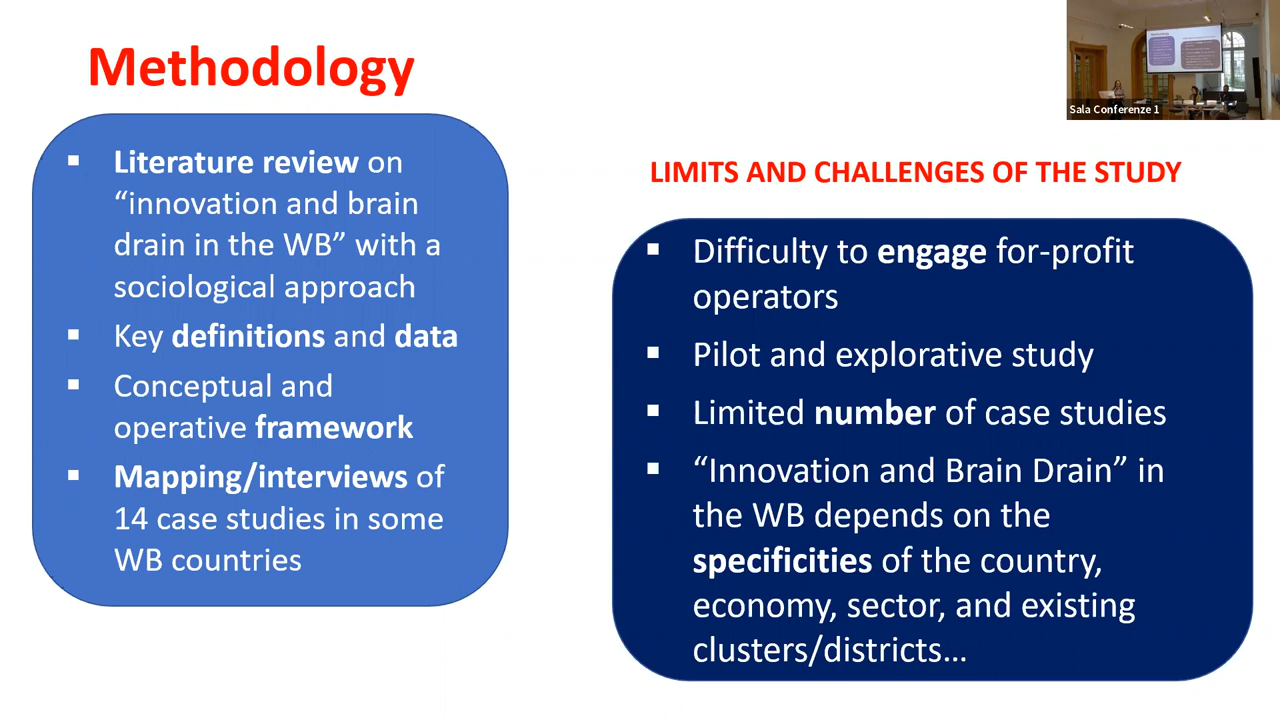 Methodology
▪ Literature review on
“innovation and brain
drain in the WB” with a
sociological approach
▪ Key definitions and data
▪ Conceptual and
operative framework
▪ Mapping/interviews of
14 case studies in some
WB countries
LIMITS AND CHALLENGES OF THE STUDY
▪ Difficulty to engage for-profit
operators
▪ Pilot and explorative study
▪ Limited number of case studies
▪ “Innovation and Brain Drain” in
the WB depends on the
specificities of the country,
economy, sector, and existing
clusters/districts…
Sala Conferenze 1